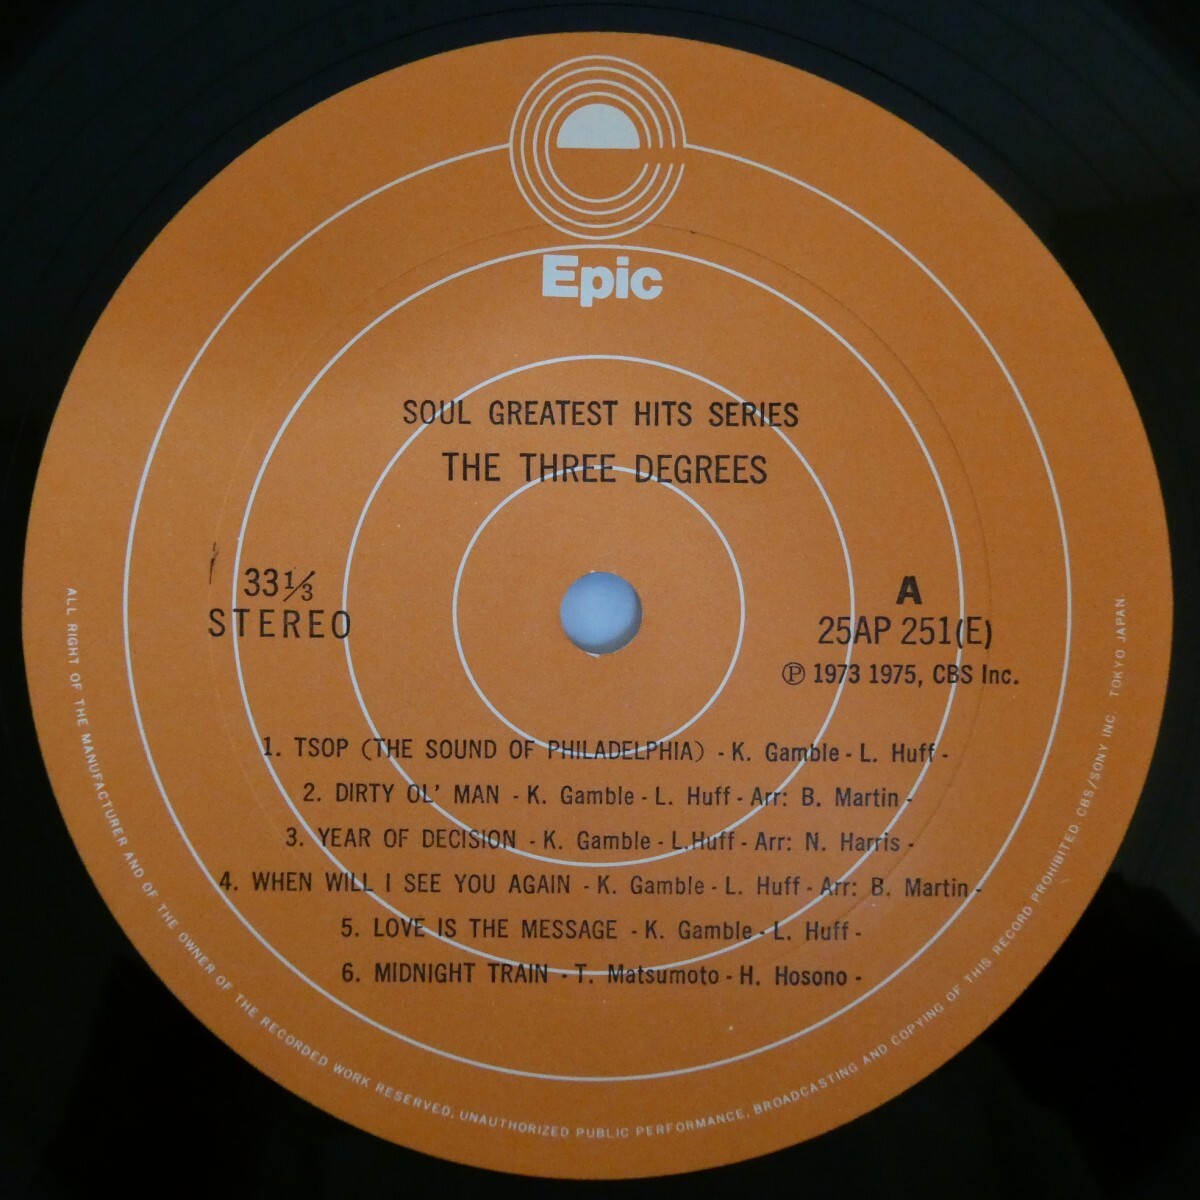 Epic
SOUL GREATEST HITS SERIES
THE THREE DEGREES
33 1/3
STEREO
A
25AP 251(E)
Ⓟ 1973 1975, CBS Inc.
1. TSOP (THE SOUND OF PHILADELPHIA) - K. Gamble - L. Huff -
2. DIRTY OL' MAN - K. Gamble - L. Huff - Arr: B. Martin -
3. YEAR OF DECISION - K. Gamble - L.Huff - Arr: N. Harris -
4. WHEN WILL I SEE YOU AGAIN - K. Gamble - L. Huff - Arr: B. Martin -
5. LOVE IS THE MESSAGE - K. Gamble - L. Huff -
6. MIDNIGHT TRAIN - T. Matsumoto - H. Hosono -
ALL RIGHT OF THE MANUFACTURER AND OF THE OWNER OF THE RECORDED WORK RESERVED, UNAUTHORIZED PUBLIC PERFORMANCE, BROADCASTING AND COPYING OF THIS RECORD PROHIBITED. CBS/SONY INC. TOKYO JAPAN.